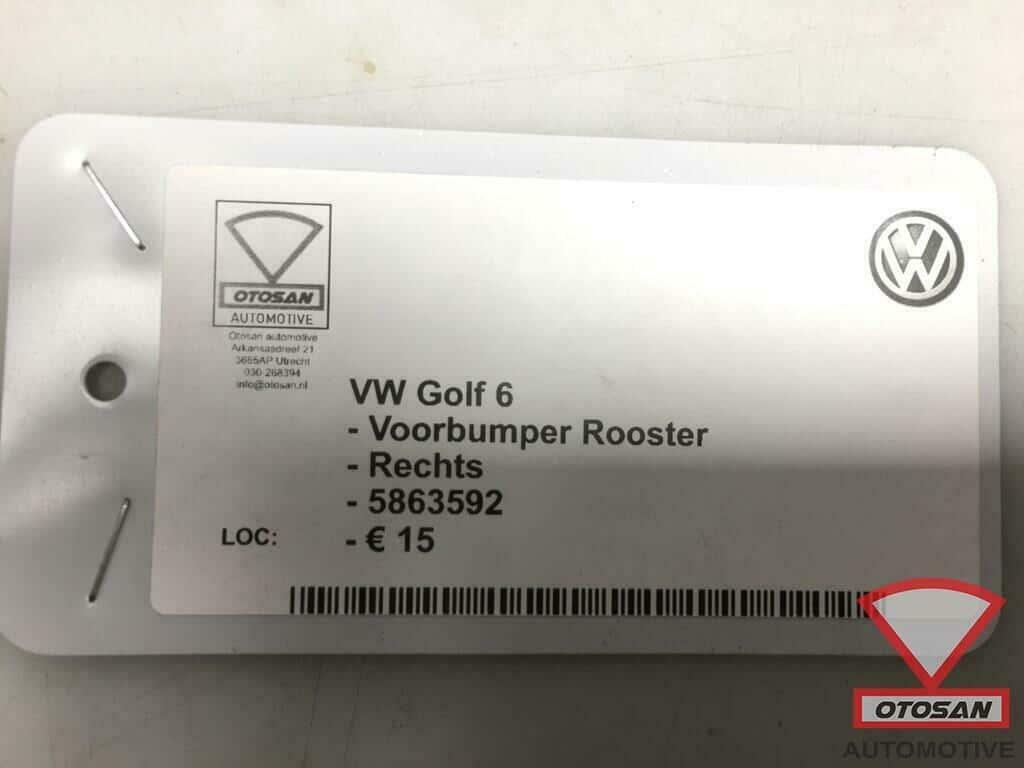 OTOSAN
AUTOMOTIVE
Otosan automotive
Arkansasdreef 21
3565AP Utrecht
030-268394
info@otosan.nl
VW Golf 6
- Voorbumper Rooster
- Rechts
- 5863592
LOC: - € 15
OTOSAN
AUTOMOTIVE